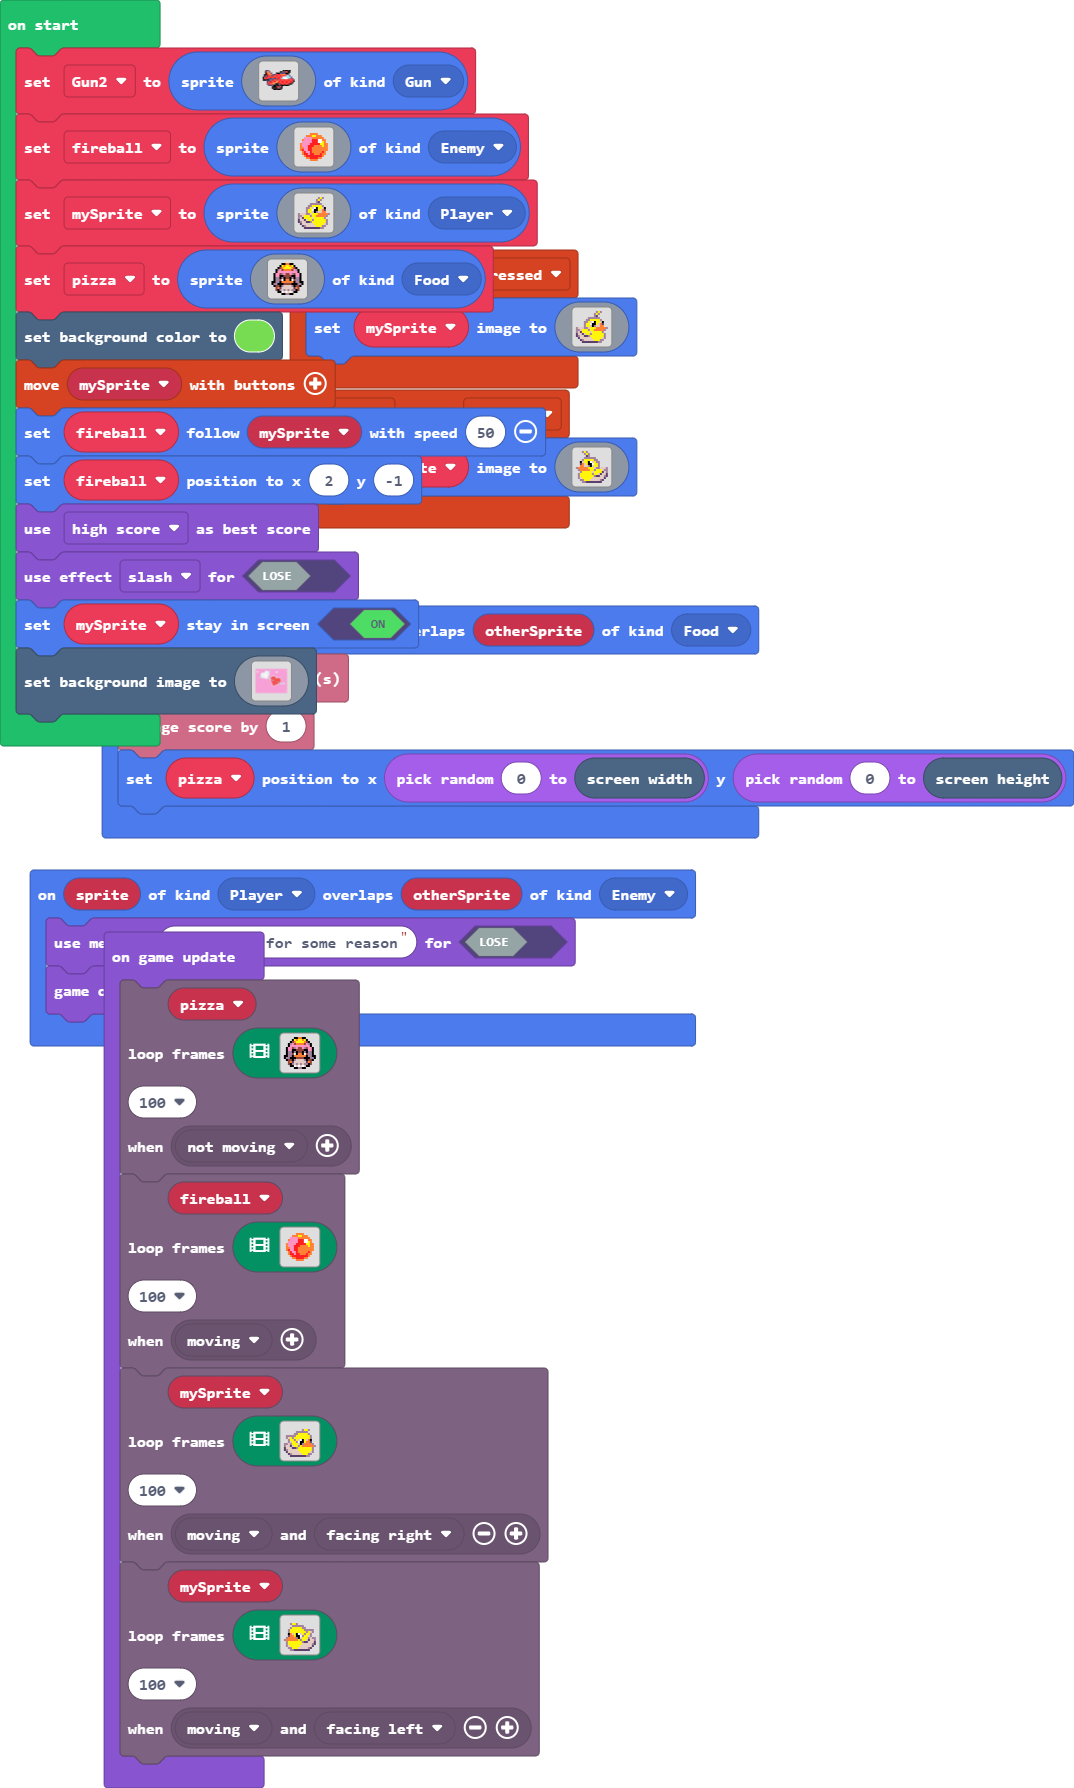 on start
set Gun2 to sprite of kind Gun
set fireball to sprite of kind Enemy
set mySprite to sprite of kind Player
set pizza to sprite of kind Food
set background color to
set mySprite image to
move mySprite with buttons
set fireball follow mySprite with speed 50
set fireball position to x 2 y -1
image to
use high score as best score
use effect slash for LOSE
set mySprite stay in screen ON
otherSprite of kind Food
set background image to
(s)
score by 1
set pizza position to x pick random 0 to screen width y pick random 0 to screen height
on sprite of kind Player overlaps otherSprite of kind Enemy
use for some reason" for LOSE
game
on game update
pizza
loop frames
100
when not moving
fireball
loop frames
100
when moving
mySprite
loop frames
100
when moving and facing right
mySprite
loop frames
100
when moving and facing left